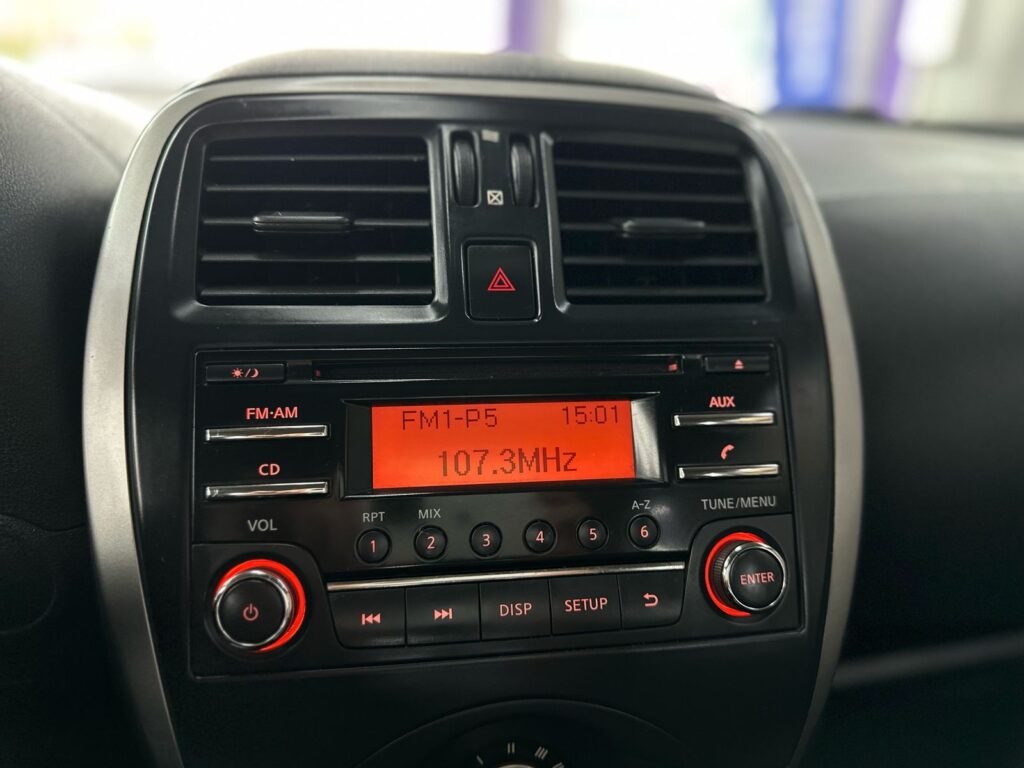 FM·AM
AUX
FM1-P5 15:01
107.3MHz
CD
VOL
RPT MIX A-Z TUNE/MENU
1 2 3 4 5 6
ENTER
DISP SETUP